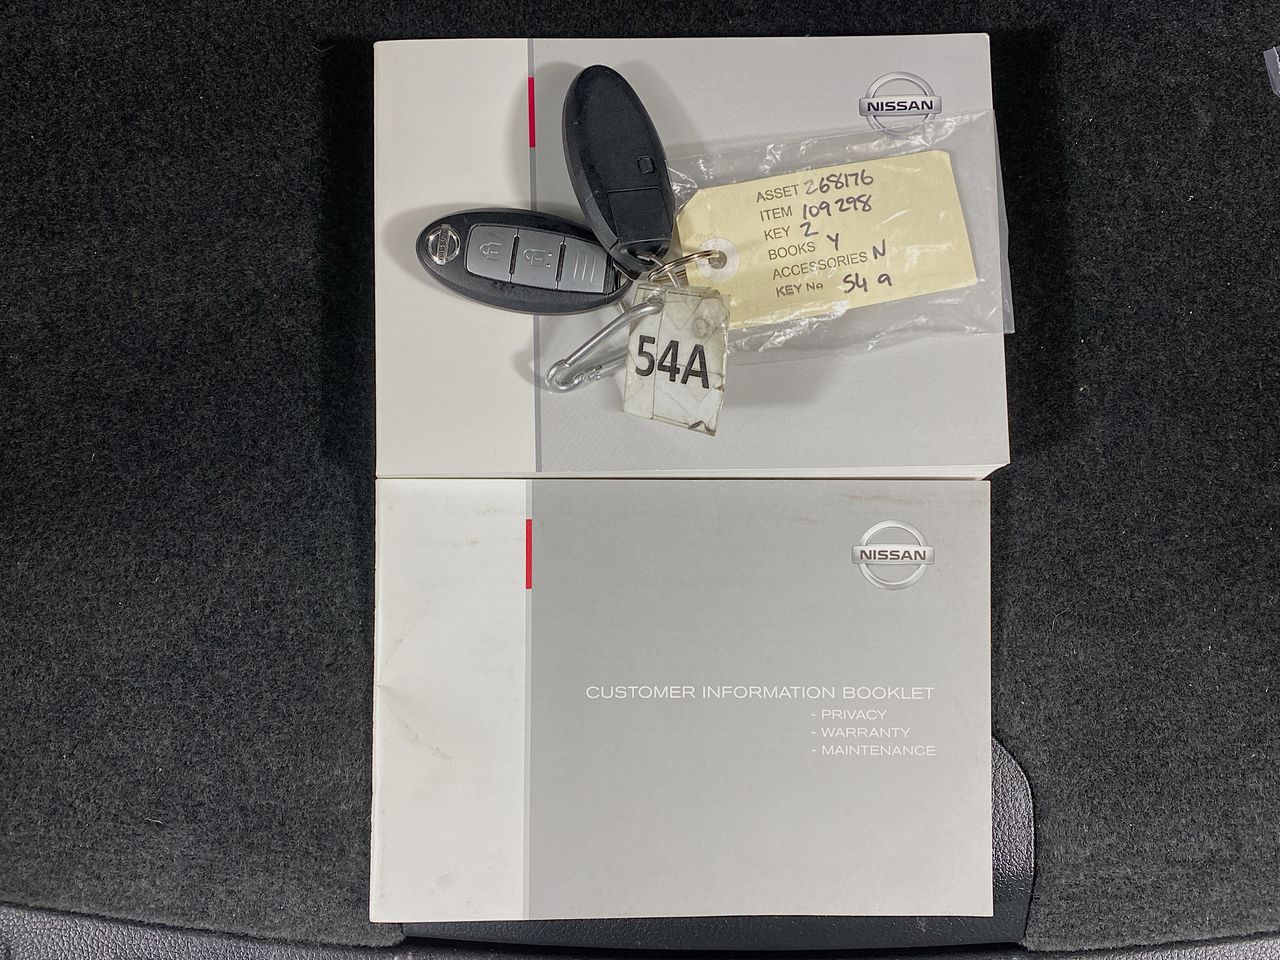 NISSAN
ASSET 268176
ITEM 109298
KEY 2
BOOKS Y
ACCESSORIES N
KEY No 54 9
NISSAN
54A
NISSAN
CUSTOMER INFORMATION BOOKLET
- PRIVACY
- WARRANTY
- MAINTENANCE